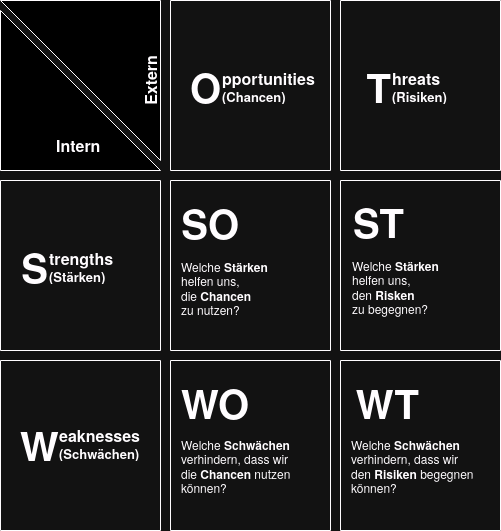 Extern
Intern
Opportunities
(Chancen)
Threats
(Risiken)
Strengths
(Stärken)
SO
Welche Stärken
helfen uns,
die Chancen
zu nutzen?
ST
Welche Stärken
helfen uns,
den Risken
zu begegnen?
Weaknesses
(Schwächen)
WO
Welche Schwächen
verhindern, dass wir
die Chancen nutzen
können?
WT
Welche Schwächen
verhindern, dass wir
den Risiken begegnen
können?